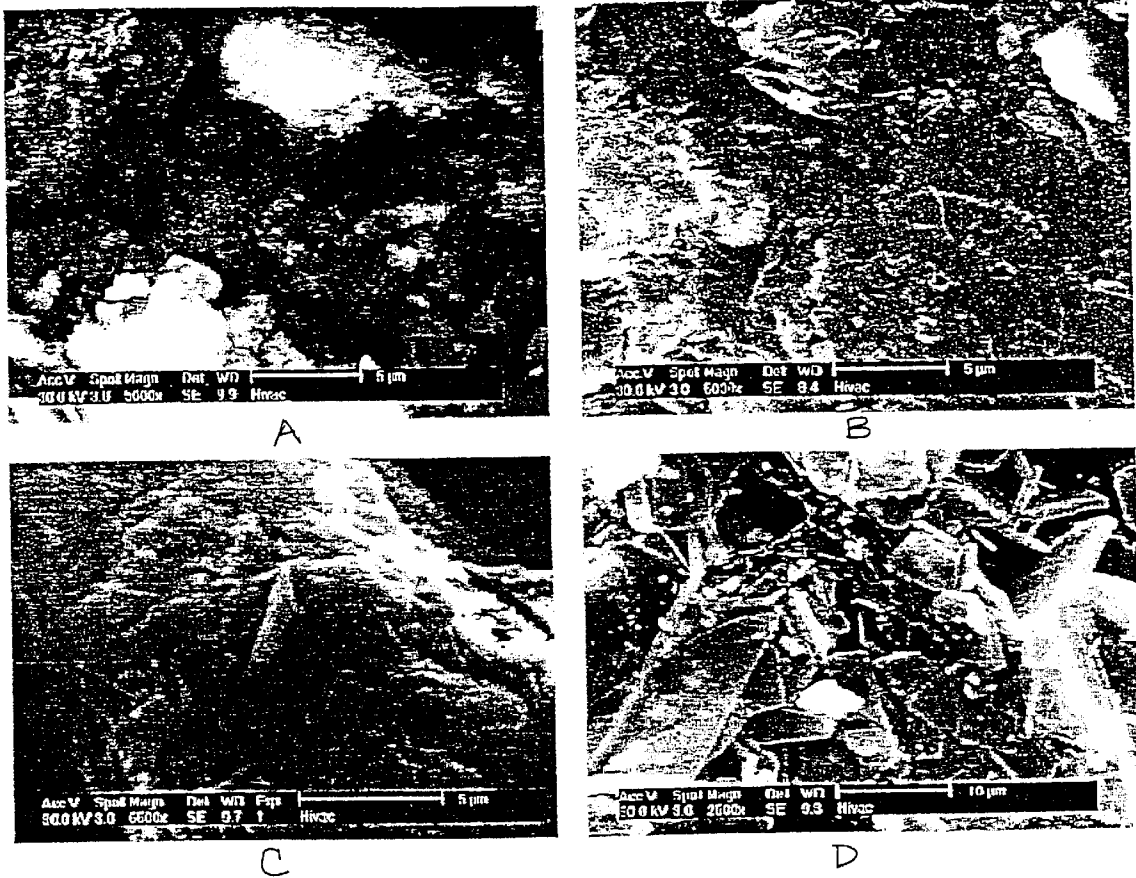 Acc.V Spot Magn Det WD 5 µm
30.0 kV 3.0 5000x SE 9.9 Hivac
A
Acc.V Spot Magn Det WD 5 µm
30.0 kV 3.0 6000x SE 8.4 Hivac
B
Acc.V Spot Magn Det WD Exp 5 µm
30.0 kV 3.0 6500x SE 9.7 1 Hivac
C
Acc.V Spot Magn Det WD 10 µm
30.0 kV 3.0 2500x SE 9.3 Hivac
D